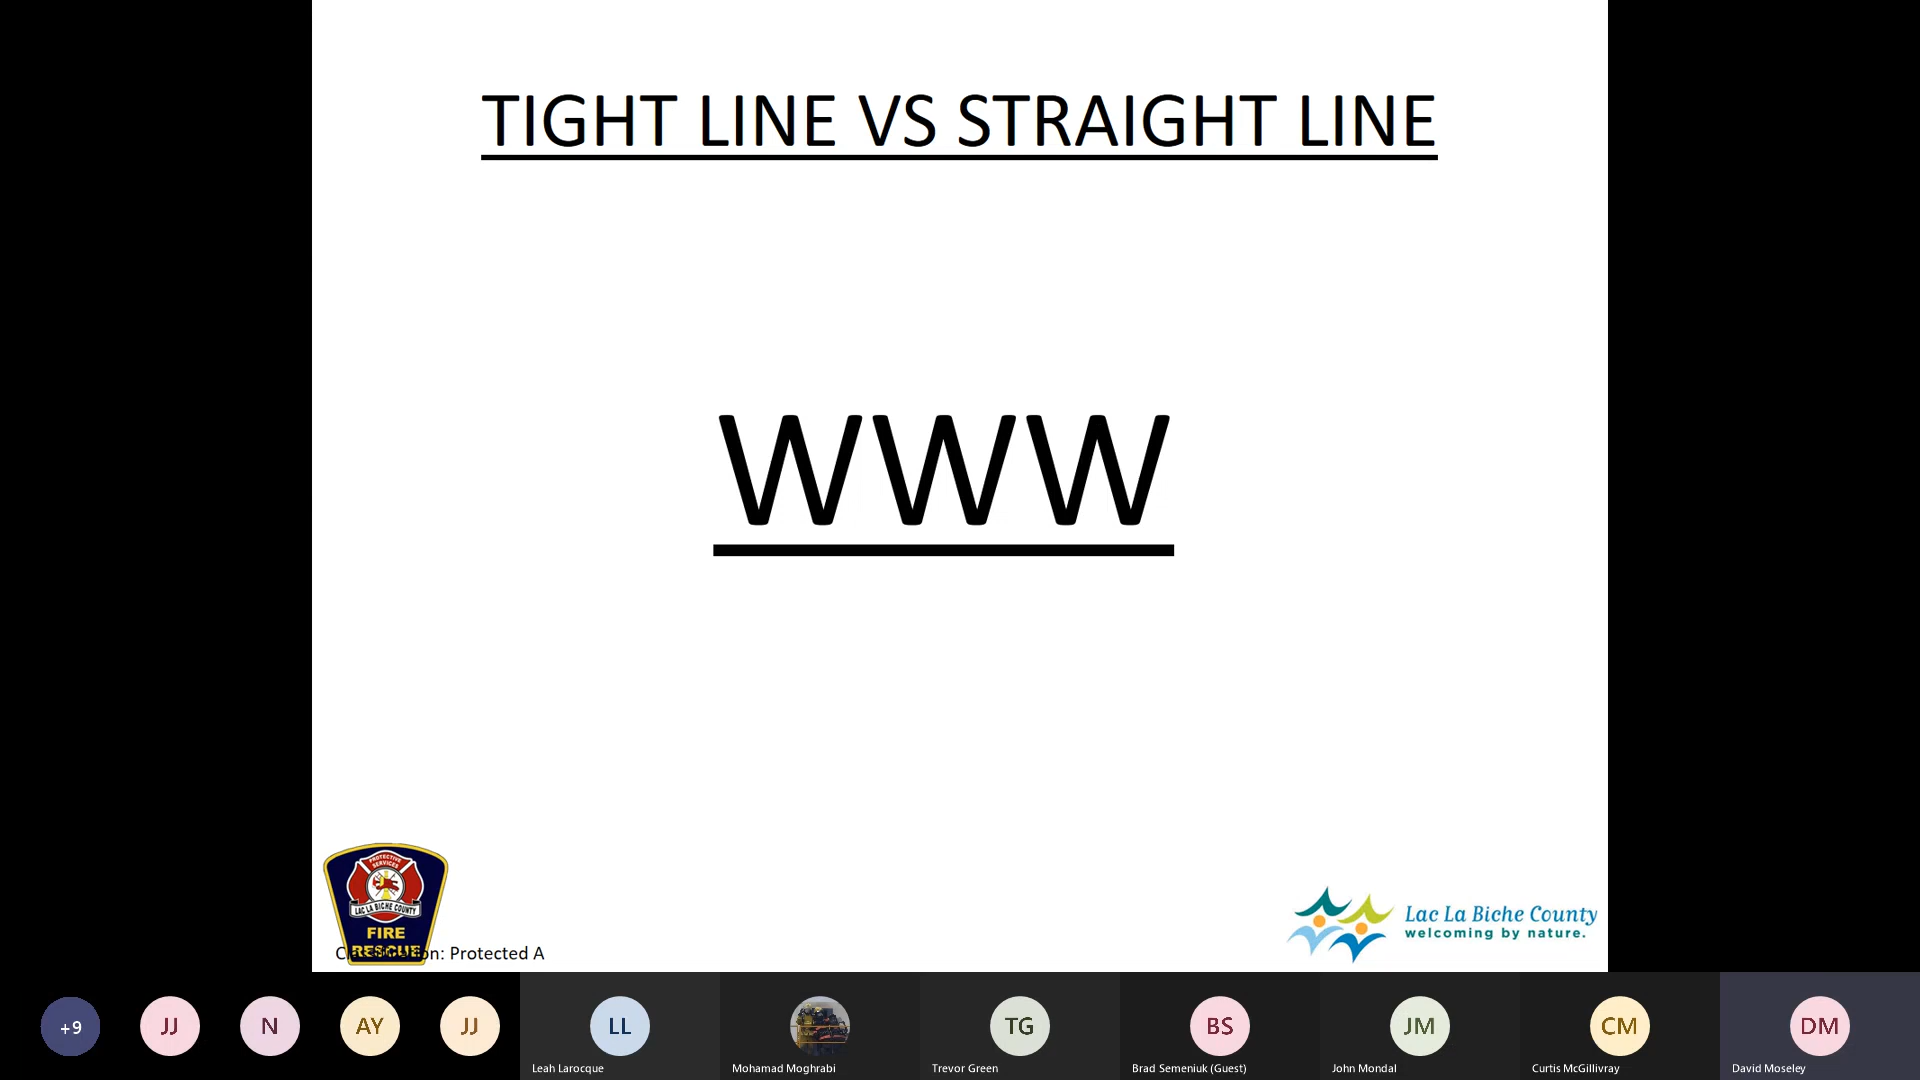 TIGHT LINE VS STRAIGHT LINE
WWW
PROTECTIVE
SERVICES
LAC LA BICHE COUNTY
FIRE
RESCUE
Classification: Protected A
Lac La Biche County
welcoming by nature.
+9
JJ
N
AY
JJ
LL
TG
BS
JM
CM
DM
Leah Larocque
Mohamad Moghrabi
Trevor Green
Brad Semeniuk (Guest)
John Mondal
Curtis McGillivray
David Moseley